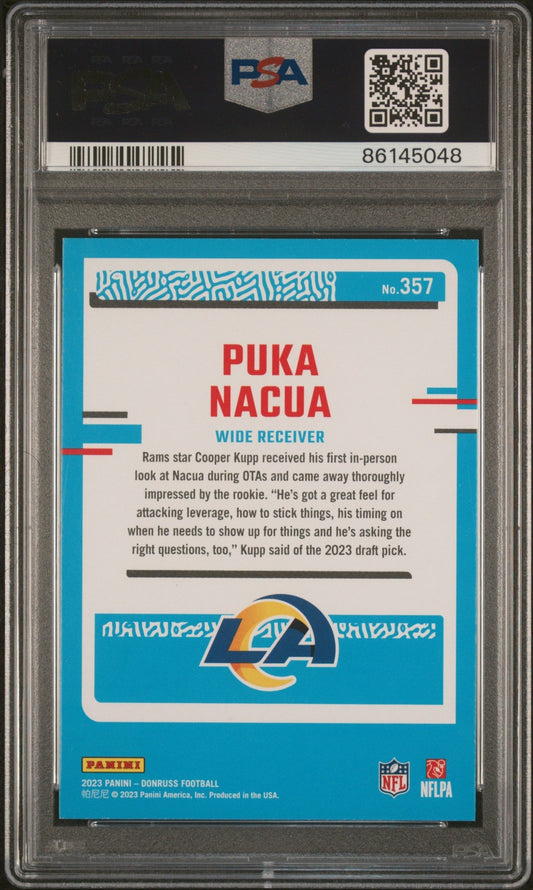 PSA
PSA
86145048
No.357
PUKA
NACUA
WIDE RECEIVER
Rams star Cooper Kupp received his first in-person
look at Nacua during OTAs and came away thoroughly
impressed by the rookie. “He’s got a great feel for
attacking leverage, how to stick things, his timing on
when he needs to show up for things and he’s asking the
right questions, too,” Kupp said of the 2023 draft pick.
LA
PANINI
2023 PANINI – DONRUSS FOOTBALL
帕尼尼 © 2023 Panini America, Inc. Produced in the USA.
NFL
NFLPA
PSA